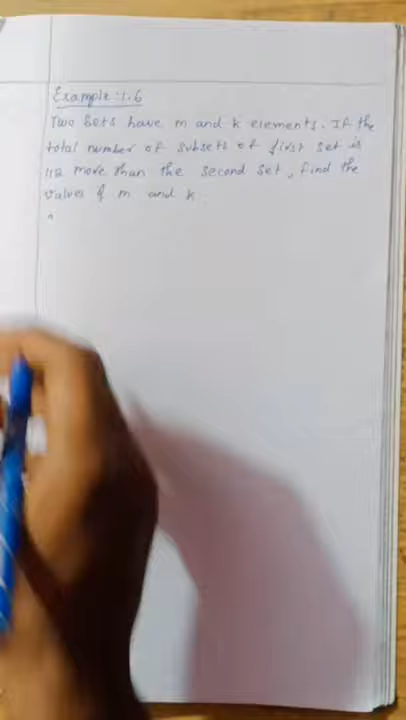 Example:1.6
Two Sets have m and k elements. If the
total number of subsets of first set is
112 more than the second set, find the
values of m and k.